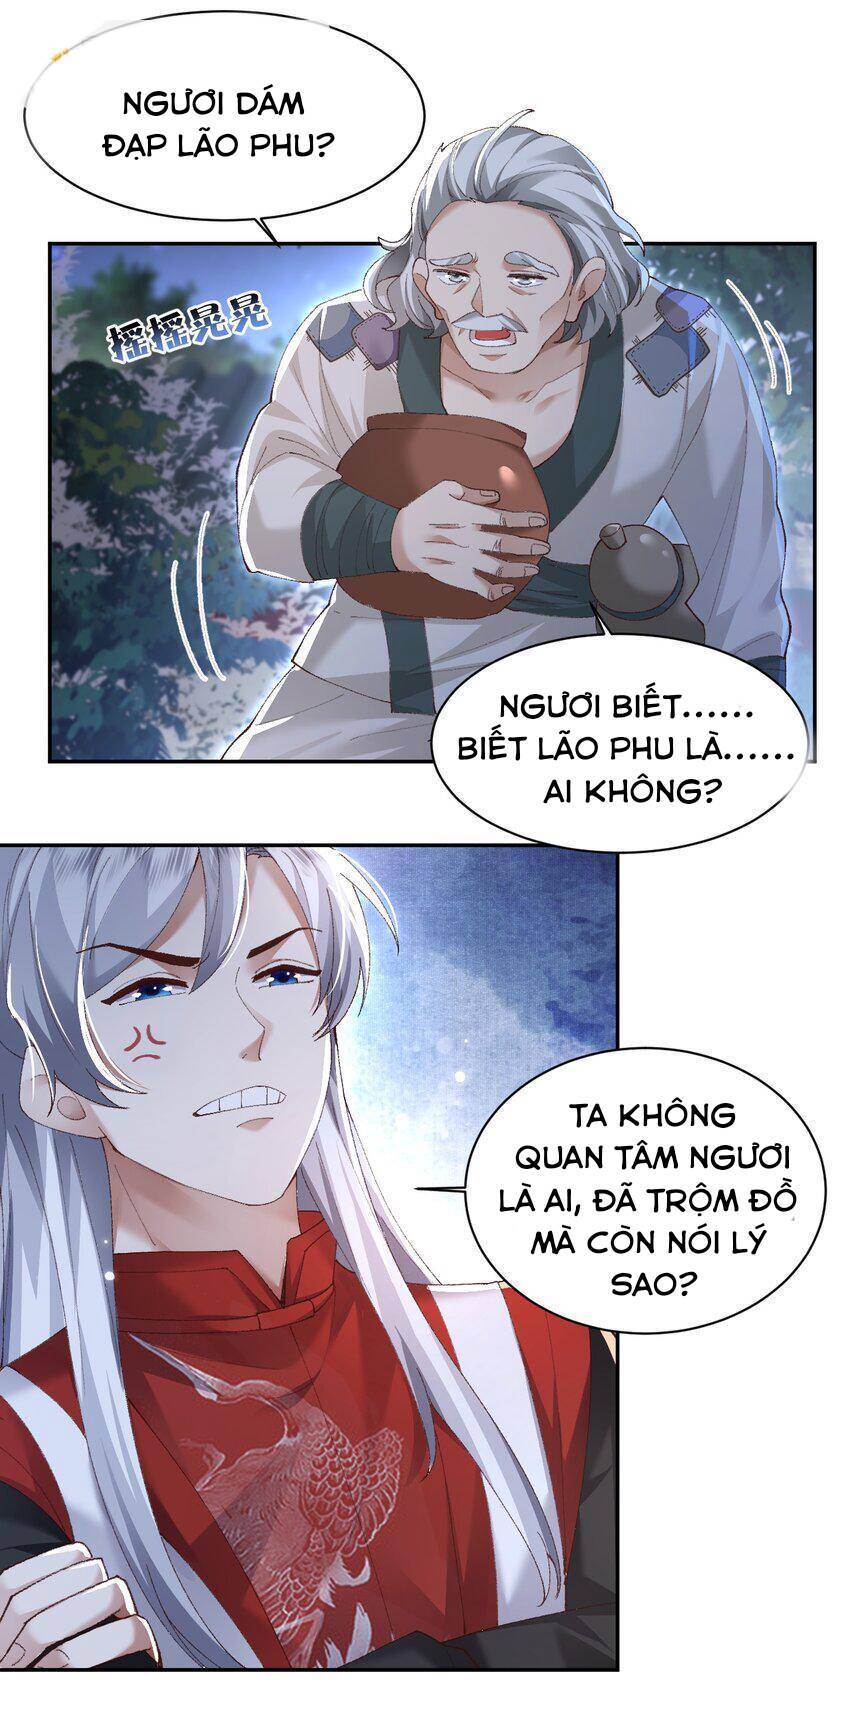 NGƯƠI DÁM
ĐẠP LÃO PHU?
摇摇晃晃
NGƯƠI BIẾT......
BIẾT LÃO PHU LÀ......
AI KHÔNG?
TA KHÔNG
QUAN TÂM NGƯƠI
LÀ AI, ĐÃ TRỘM ĐỒ
MÀ CÒN NÓI LÝ
SAO?